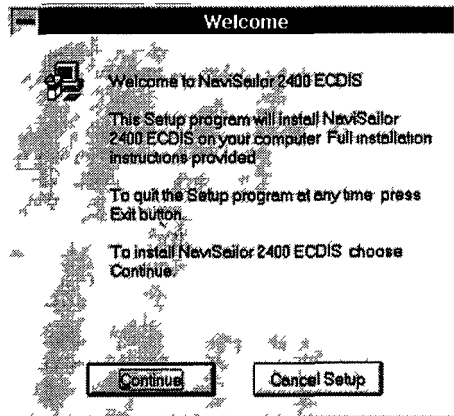 Welcome
Welcome to NaviSailor 2400 ECDIS
This Setup program will install NaviSailor
2400 ECDIS on your computer Full installation
instructions provided
To quit the Setup program at any time press
Exit button.
To install NaviSailor 2400 ECDIS choose
Continue.
Continue
Cancel Setup